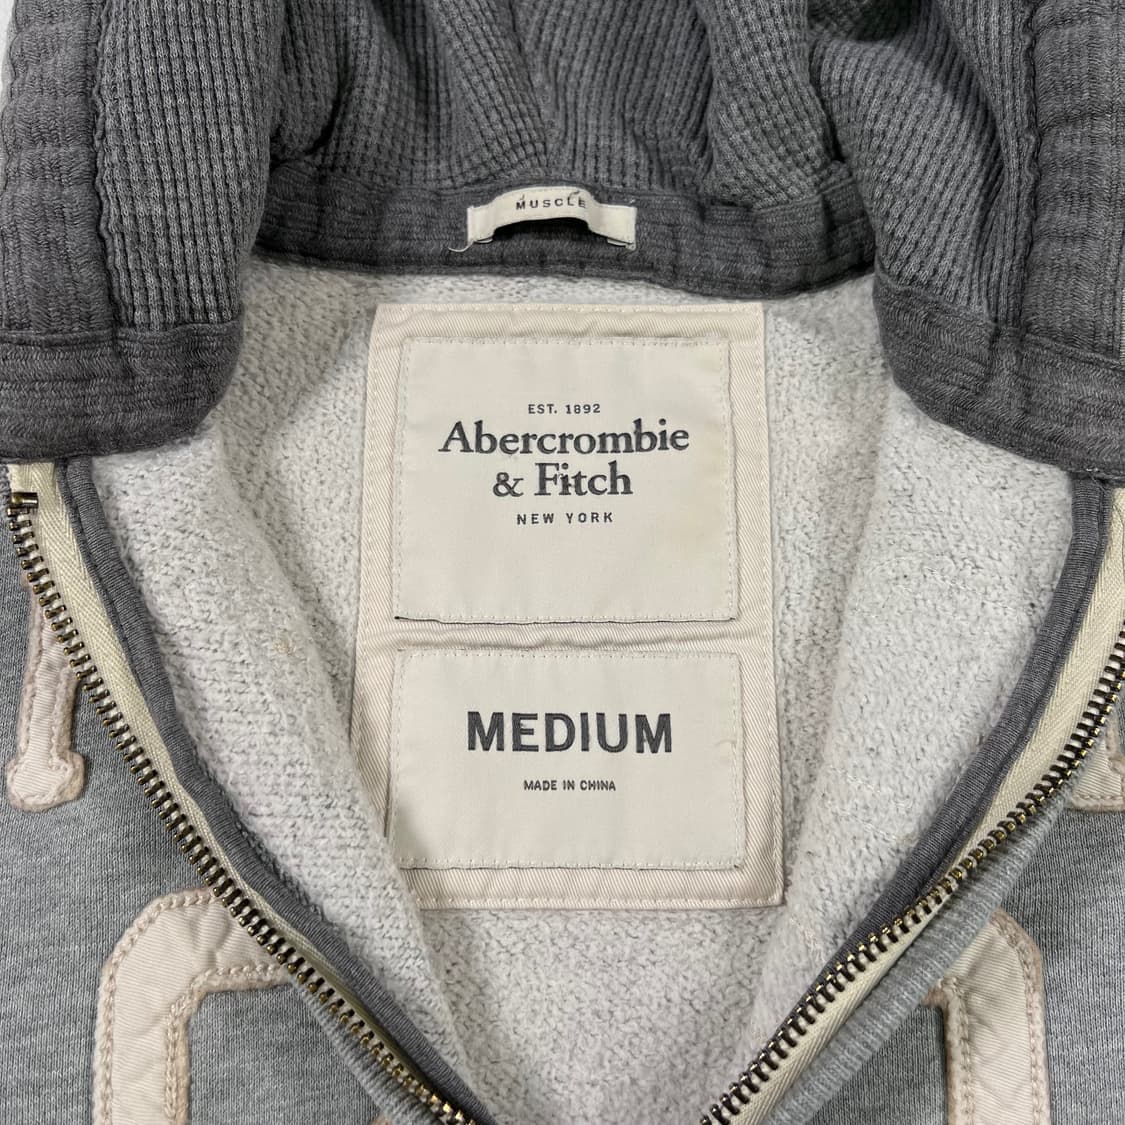 MUSCLE
EST. 1892
Abercrombie
& Fitch
NEW YORK
MEDIUM
MADE IN CHINA